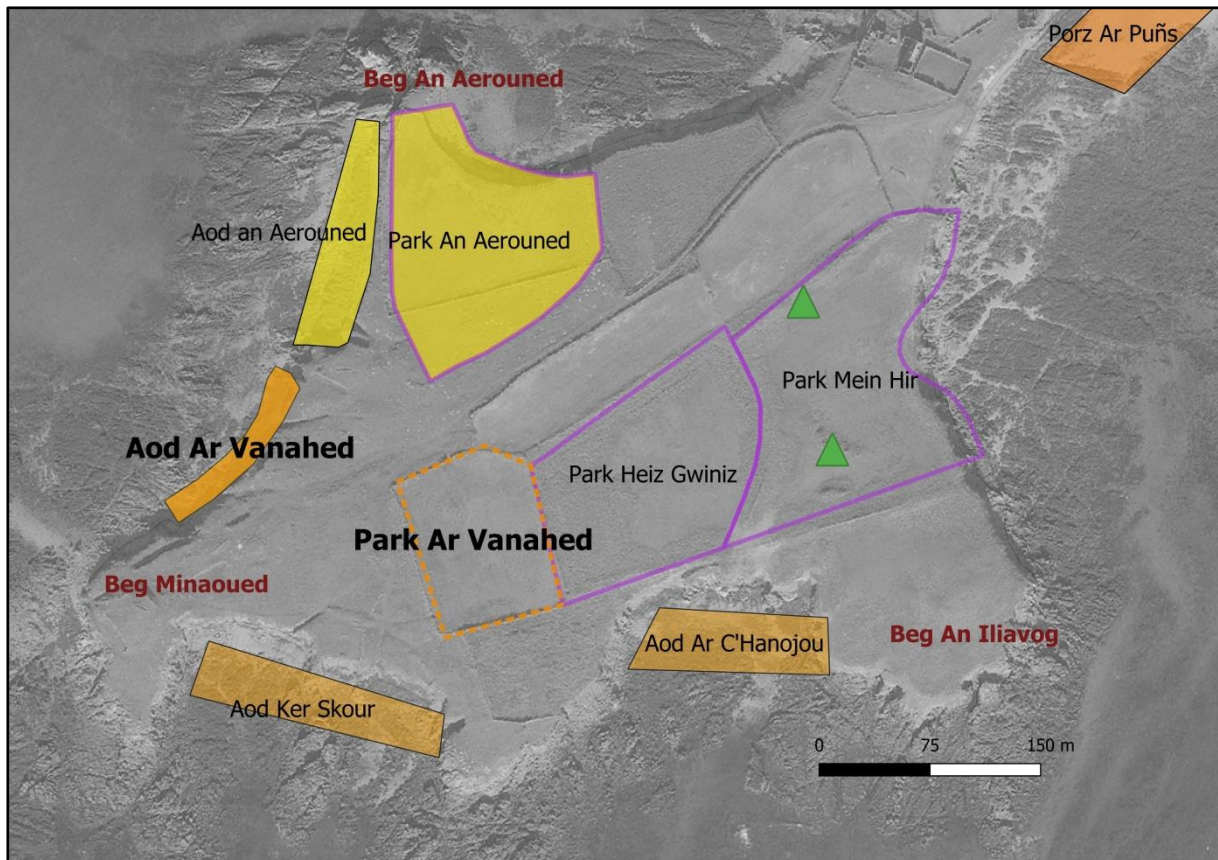 Porz Ar Puñs
Beg An Aerouned
Aod an Aerouned
Park An Aerouned
Park Mein Hir
Aod Ar Vanahed
Park Heiz Gwiniz
Park Ar Vanahed
Beg Minaoued
Beg An Iliavog
Aod Ar C'Hanojou
Aod Ker Skour
0 75 150 m